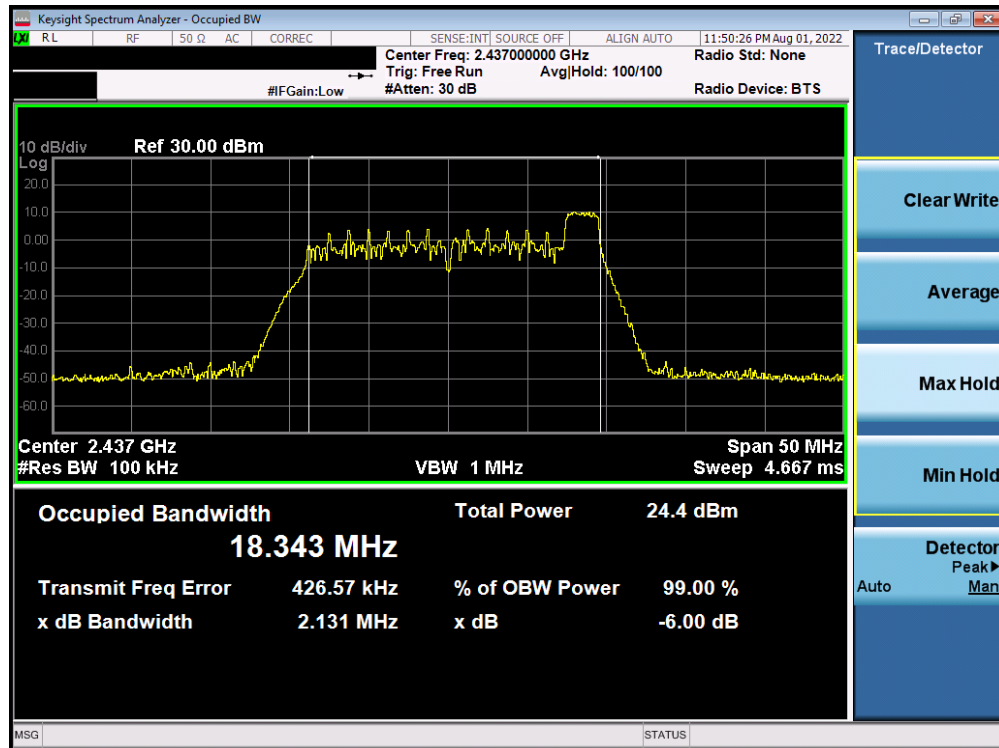 Keysight Spectrum Analyzer - Occupied BW
LXI RL RF 50 Ω AC CORREC SENSE:INT SOURCE OFF ALIGN AUTO 11:50:26 PM Aug 01, 2022
Center Freq: 2.437000000 GHz Radio Std: None
Trig: Free Run Avg|Hold: 100/100
#IFGain:Low #Atten: 30 dB Radio Device: BTS
10 dB/div Ref 30.00 dBm
Log
20.0
10.0
0.00
-10.0
-20.0
-30.0
-40.0
-50.0
-60.0
Center 2.437 GHz Span 50 MHz
#Res BW 100 kHz VBW 1 MHz Sweep 4.667 ms
Occupied Bandwidth Total Power 24.4 dBm
18.343 MHz
Transmit Freq Error 426.57 kHz % of OBW Power 99.00 %
x dB Bandwidth 2.131 MHz x dB -6.00 dB
MSG STATUS
Trace/Detector
Clear Write
Average
Max Hold
Min Hold
Detector
Peak▶
Auto Man